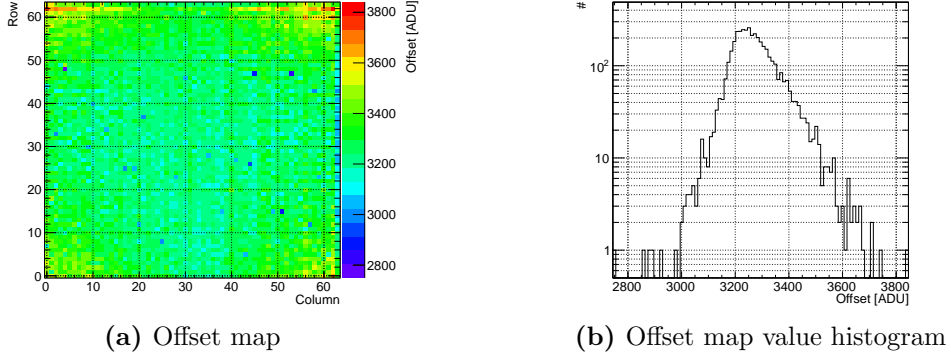 Row
60
50
40
30
20
10
0
0 10 20 30 40 50 60
Column
3800
3600
3400
3200
3000
2800
Offset [ADU]
#
10²
10
1
2800 3000 3200 3400 3600 3800
Offset [ADU]
(a) Offset map
(b) Offset map value histogram